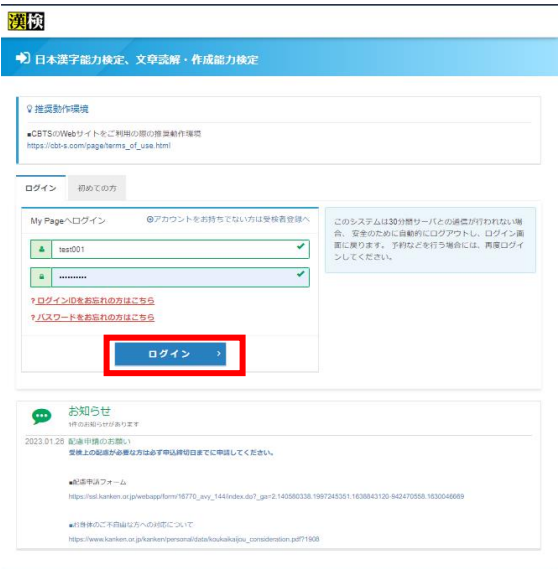 漢検
日本漢字能力検定、文章読解・作成能力検定
推奨動作環境
■CBTSのWebサイトをご利用の際の推奨動作環境
https://cbt-s.com/page/terms_of_use.html
ログイン
初めての方
My Pageへログイン
アカウントをお持ちでない方は受検者登録へ
test001
••••••••••
? ログインIDをお忘れの方はこちら
? パスワードをお忘れの方はこちら
ログイン
このシステムは30分間サーバとの通信が行われない場
合、安全のために自動的にログアウトし、ログイン画
面に戻ります。 予約などを行う場合には、再度ログイ
ンしてください。
お知らせ
1件のお知らせがあります
2023.01.26 配慮申請のお願い
受検上の配慮が必要な方は必ず申込締切日までに申請してください。
■配慮申請フォーム
■お身体のご不自由な方への対応について
https://www.kanken.or.jp/kanken/personal/data/koukaikaijou_consideration.pdf?1908